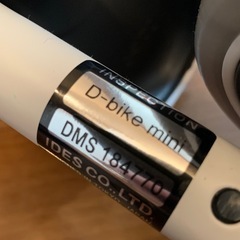 INSPECTION
D-bike mini
DMS 184770
IDES CO.,LTD.